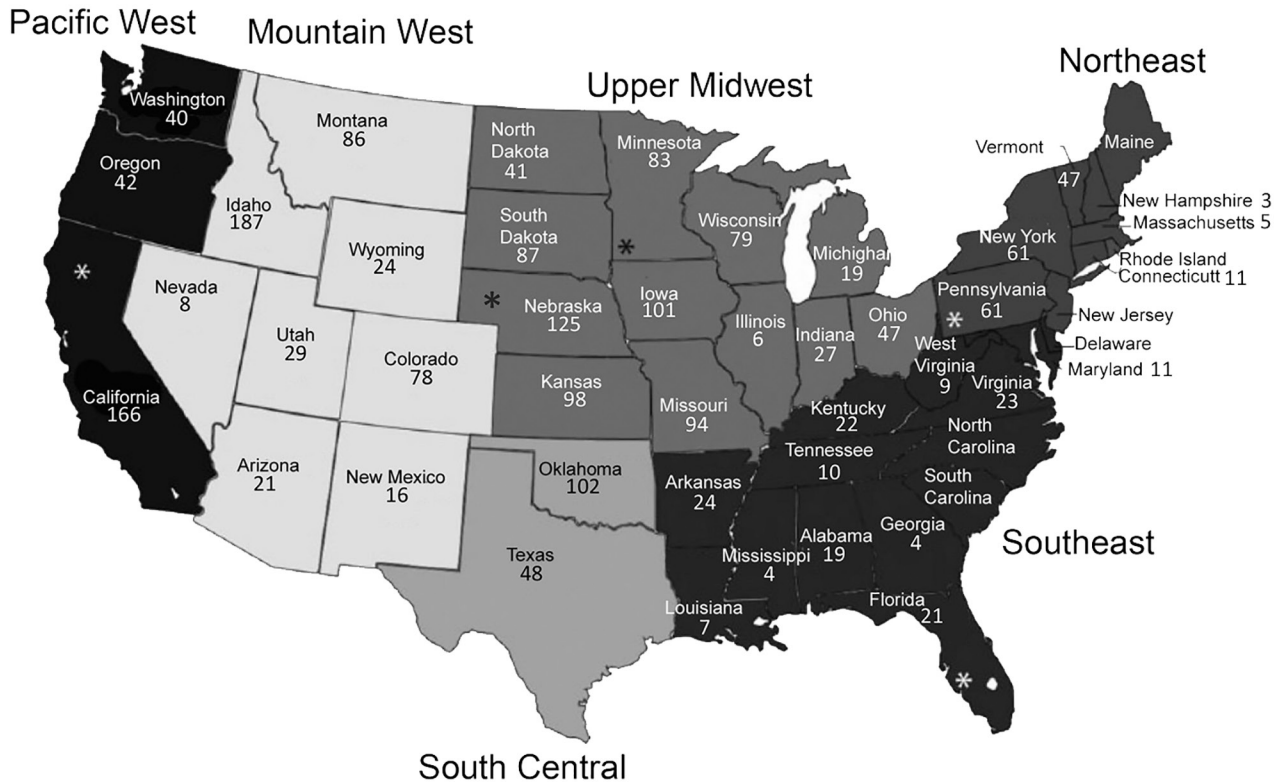 Pacific West
Mountain West
Upper Midwest
Northeast
Washington
40
Oregon
42
*
California
166
Montana
86
Idaho
187
Wyoming
24
Nevada
8
Utah
29
Colorado
78
Arizona
21
New Mexico
16
North
Dakota
41
South
Dakota
87
*
Nebraska
125
Kansas
98
Minnesota
83
*
Iowa
101
Missouri
94
Wisconsin
79
Illinois
6
Michighan
19
Indiana
27
Ohio
47
Oklahoma
102
Texas
48
South Central
Vermont
47
Maine
New Hampshire 3
Massachusetts 5
New York
61
Rhode Island
Connecticutt 11
Pennsylvania
61
*
New Jersey
Delaware
Maryland 11
West
Virginia
9
Virginia
23
Kentucky
22
North
Carolina
Tennessee
10
South
Carolina
Arkansas
24
Mississippi
4
Alabama
19
Georgia
4
Louisiana
7
Florida
21
*
Southeast